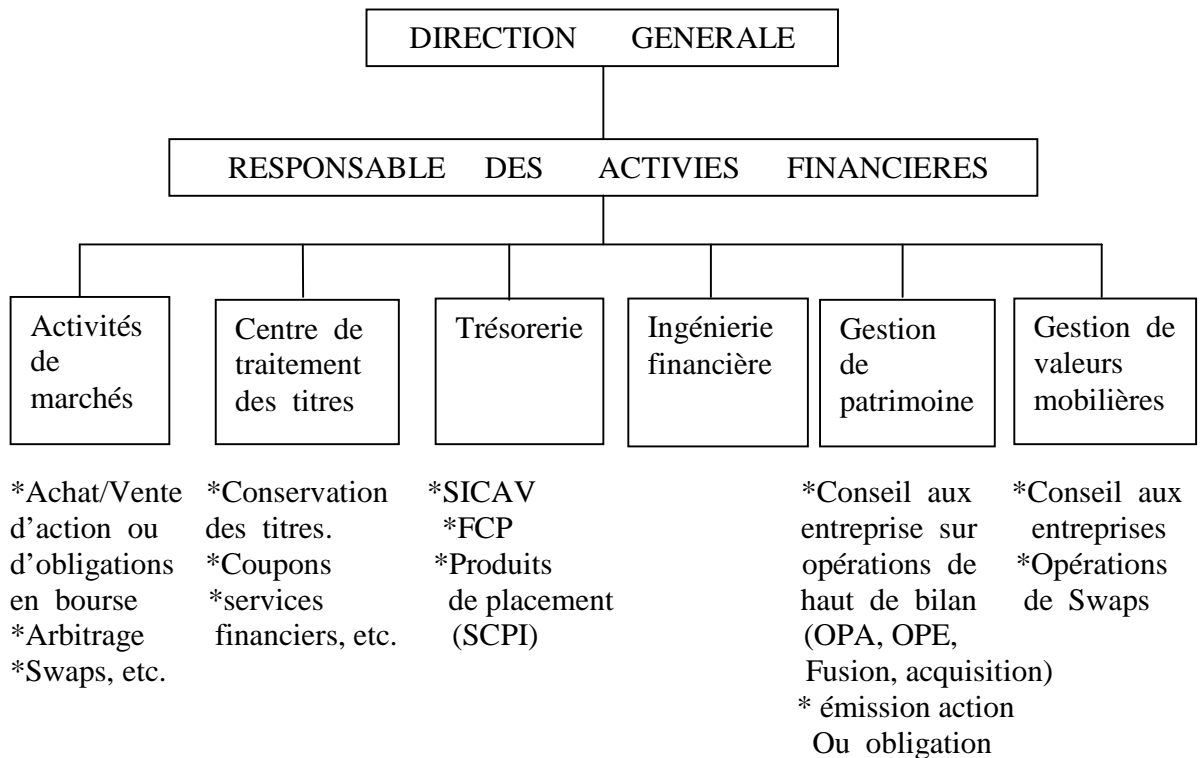 DIRECTION GENERALE
RESPONSABLE DES ACTIVIES FINANCIERES
Activités
de
marchés
Centre de
traitement
des titres
Trésorerie
Ingénierie
financière
Gestion
de
patrimoine
Gestion de
valeurs
mobilières
*Achat/Vente
d’action ou
d’obligations
en bourse
*Arbitrage
*Swaps, etc.
*Conservation
des titres.
*Coupons
*services
financiers, etc.
*SICAV
*FCP
*Produits
de placement
(SCPI)
*Conseil aux
entreprise sur
opérations de
haut de bilan
(OPA, OPE,
Fusion, acquisition)
* émission action
Ou obligation
*Conseil aux
entreprises
*Opérations
de Swaps